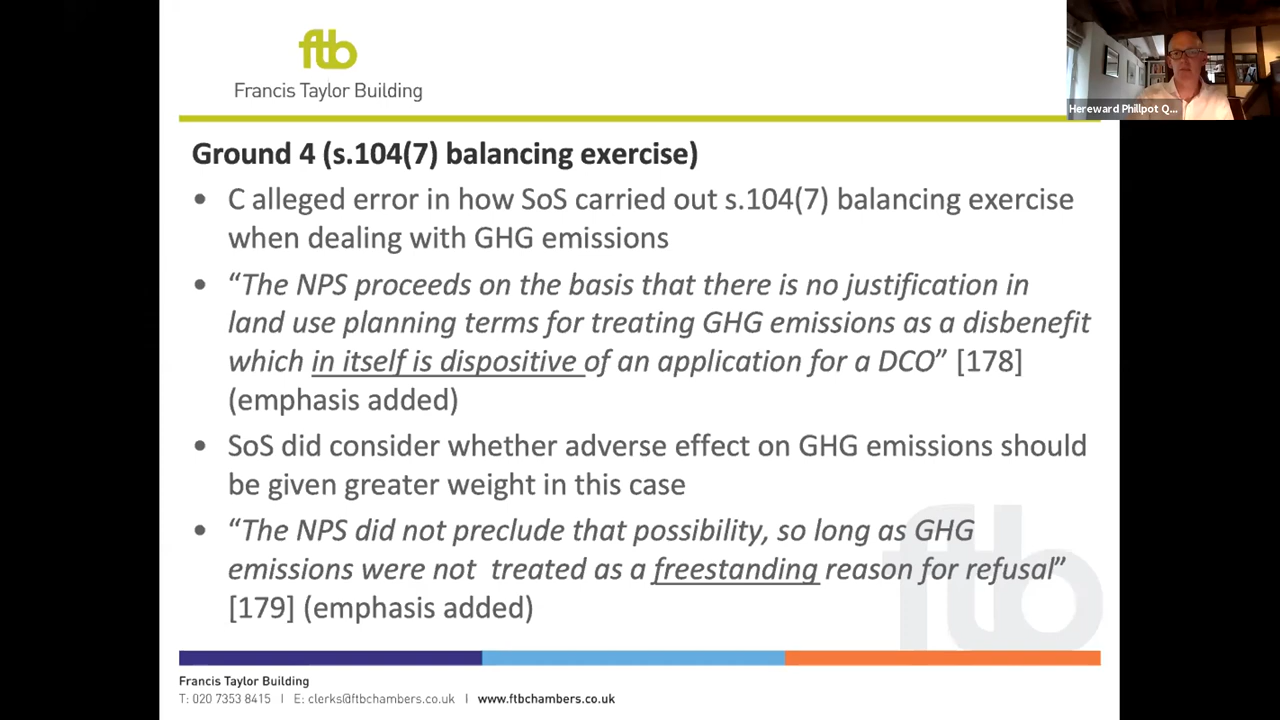 ftb
Francis Taylor Building
Hereward Phillpot Q...
Ground 4 (s.104(7) balancing exercise)
• C alleged error in how SoS carried out s.104(7) balancing exercise
when dealing with GHG emissions
• “The NPS proceeds on the basis that there is no justification in
land use planning terms for treating GHG emissions as a disbenefit
which in itself is dispositive of an application for a DCO” [178]
(emphasis added)
• SoS did consider whether adverse effect on GHG emissions should
be given greater weight in this case
• “The NPS did not preclude that possibility, so long as GHG
emissions were not treated as a freestanding reason for refusal”
[179] (emphasis added)
ftb
Francis Taylor Building
T: 020 7353 8415 I E: clerks@ftbchambers.co.uk I www.ftbchambers.co.uk